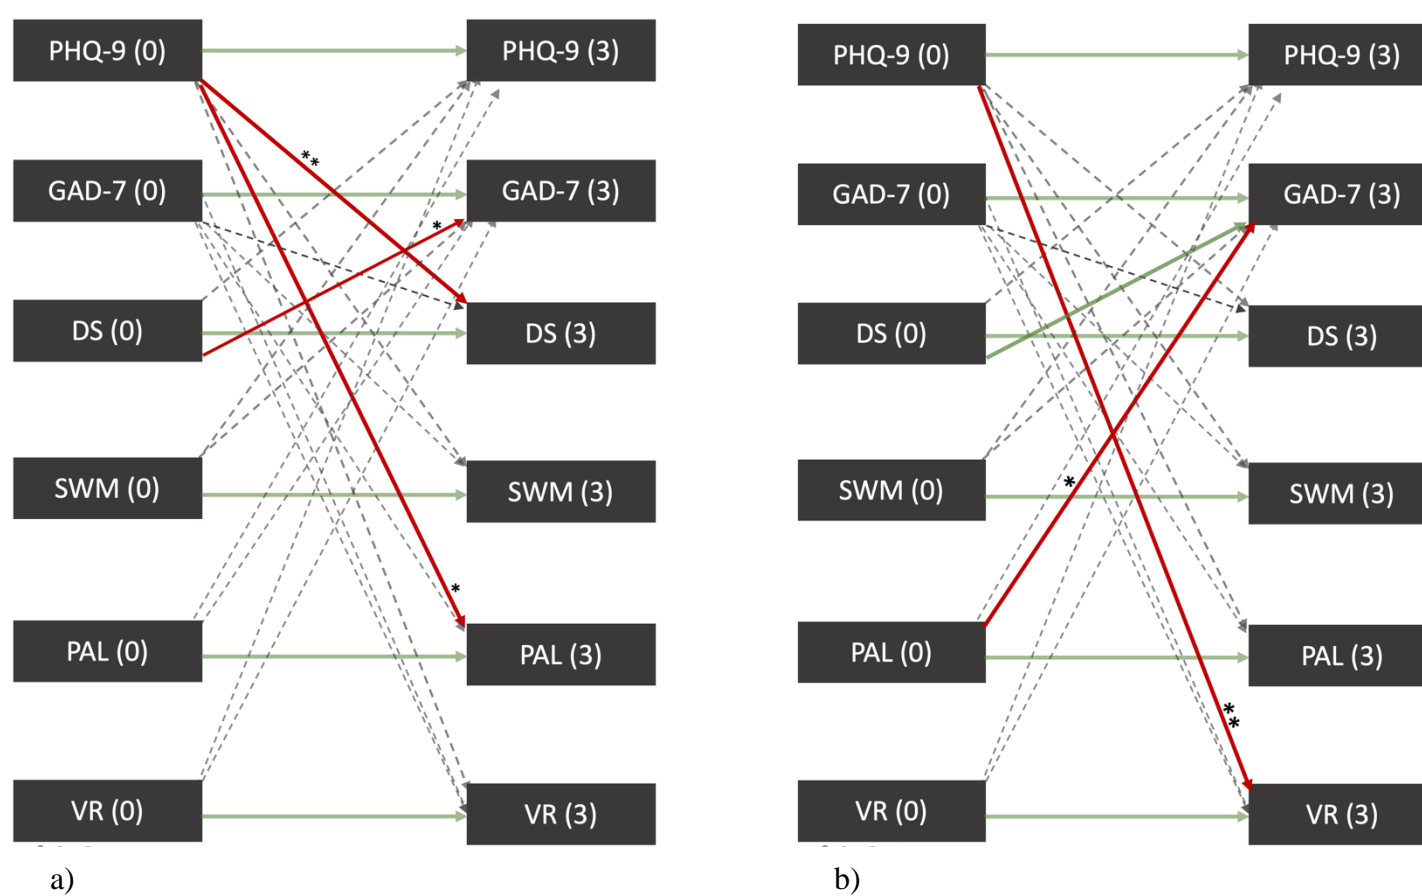 PHQ-9 (0) PHQ-9 (3) PHQ-9 (0) PHQ-9 (3)
**
GAD-7 (0) GAD-7 (3) GAD-7 (0) GAD-7 (3)
*
DS (0) DS (3) DS (0) DS (3)
SWM (0) SWM (3) SWM (0) SWM (3)
*
*
PAL (0) PAL (3) PAL (0) PAL (3)
**
VR (0) VR (3) VR (0) VR (3)
a) b)